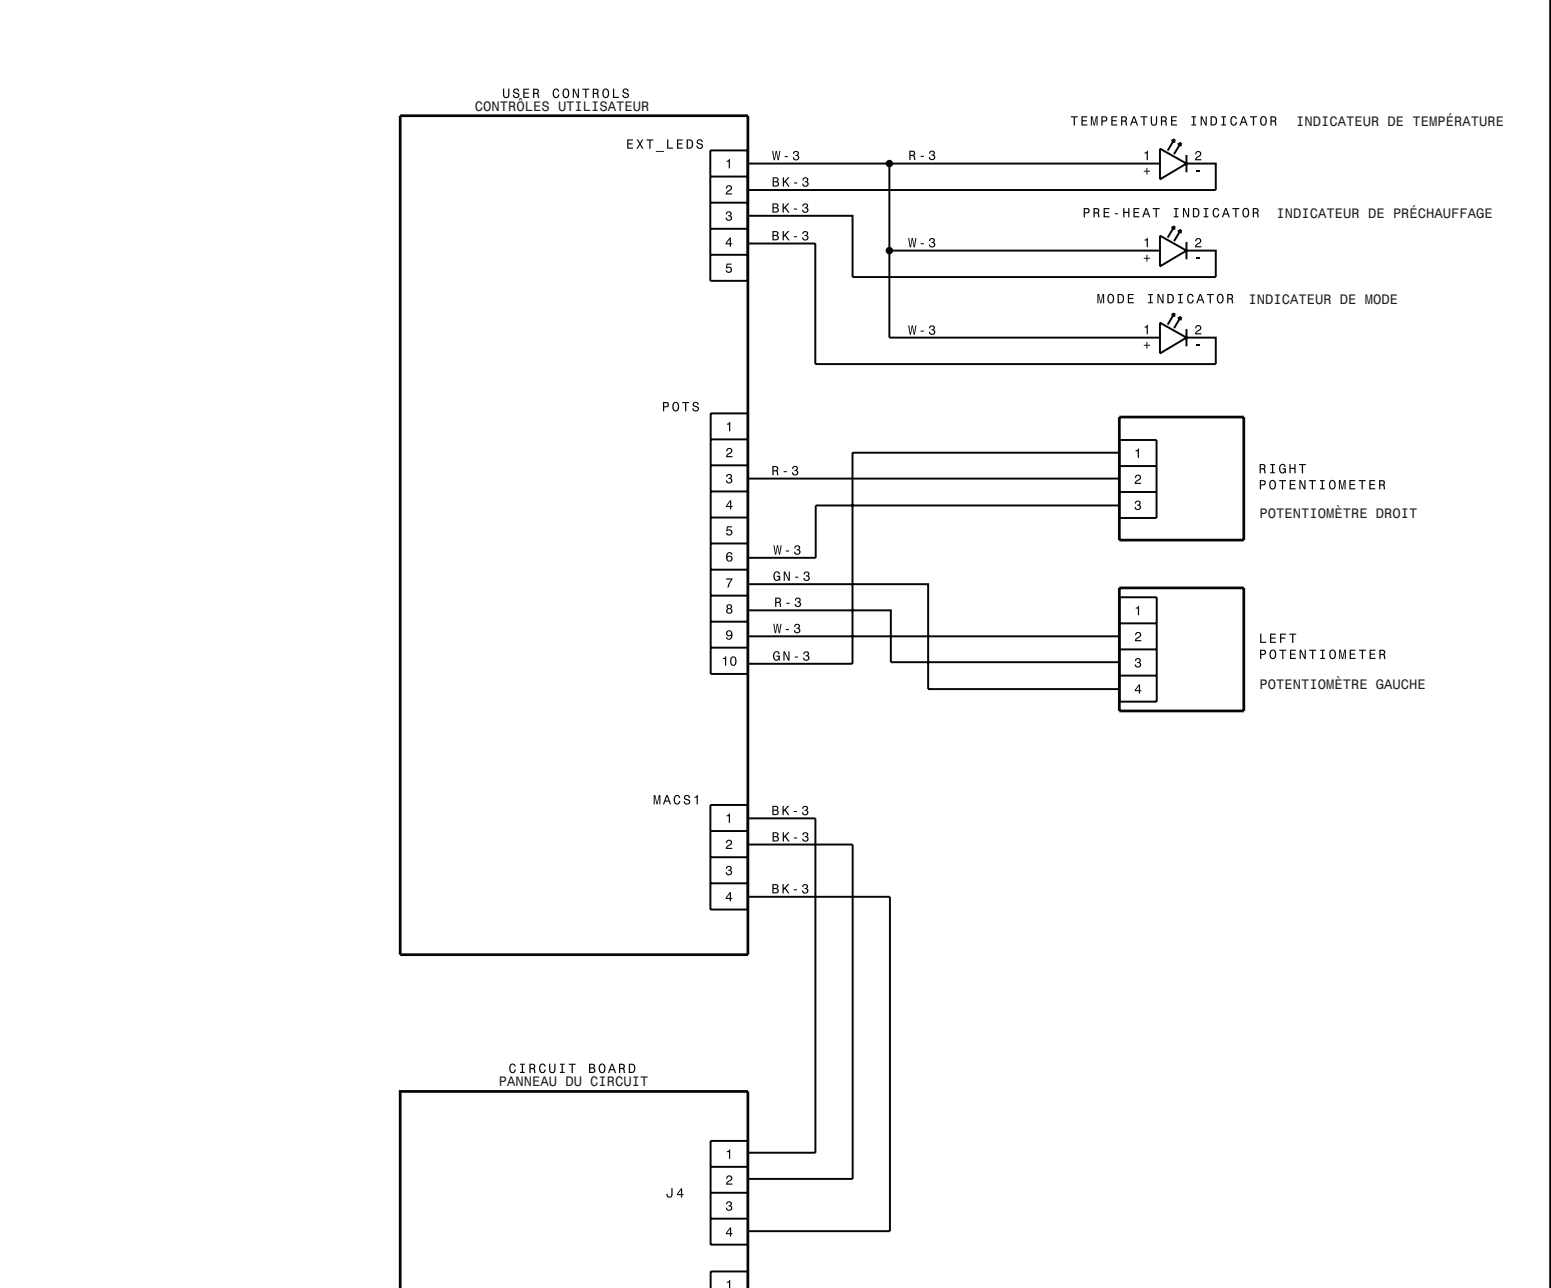 USER CONTROLS
CONTRÔLES UTILISATEUR
TEMPERATURE INDICATOR INDICATEUR DE TEMPÉRATURE
EXT_LEDS
1 W-3 R-3 1 2
+ -
2 BK-3
3 BK-3
PRE-HEAT INDICATOR INDICATEUR DE PRÉCHAUFFAGE
4 BK-3 W-3 1 2
+ -
5
MODE INDICATOR INDICATEUR DE MODE
W-3 1 2
+ -
POTS
1
2 1
3 R-3 2
RIGHT
POTENTIOMETER
4 3
POTENTIOMÈTRE DROIT
5
6 W-3
7 GN-3
8 R-3 1
9 W-3 2
LEFT
POTENTIOMETER
10 GN-3 3
4
POTENTIOMÈTRE GAUCHE
MACS1
1 BK-3
2 BK-3
3
4 BK-3
CIRCUIT BOARD
PANNEAU DU CIRCUIT
1
2
J4
3
4
1